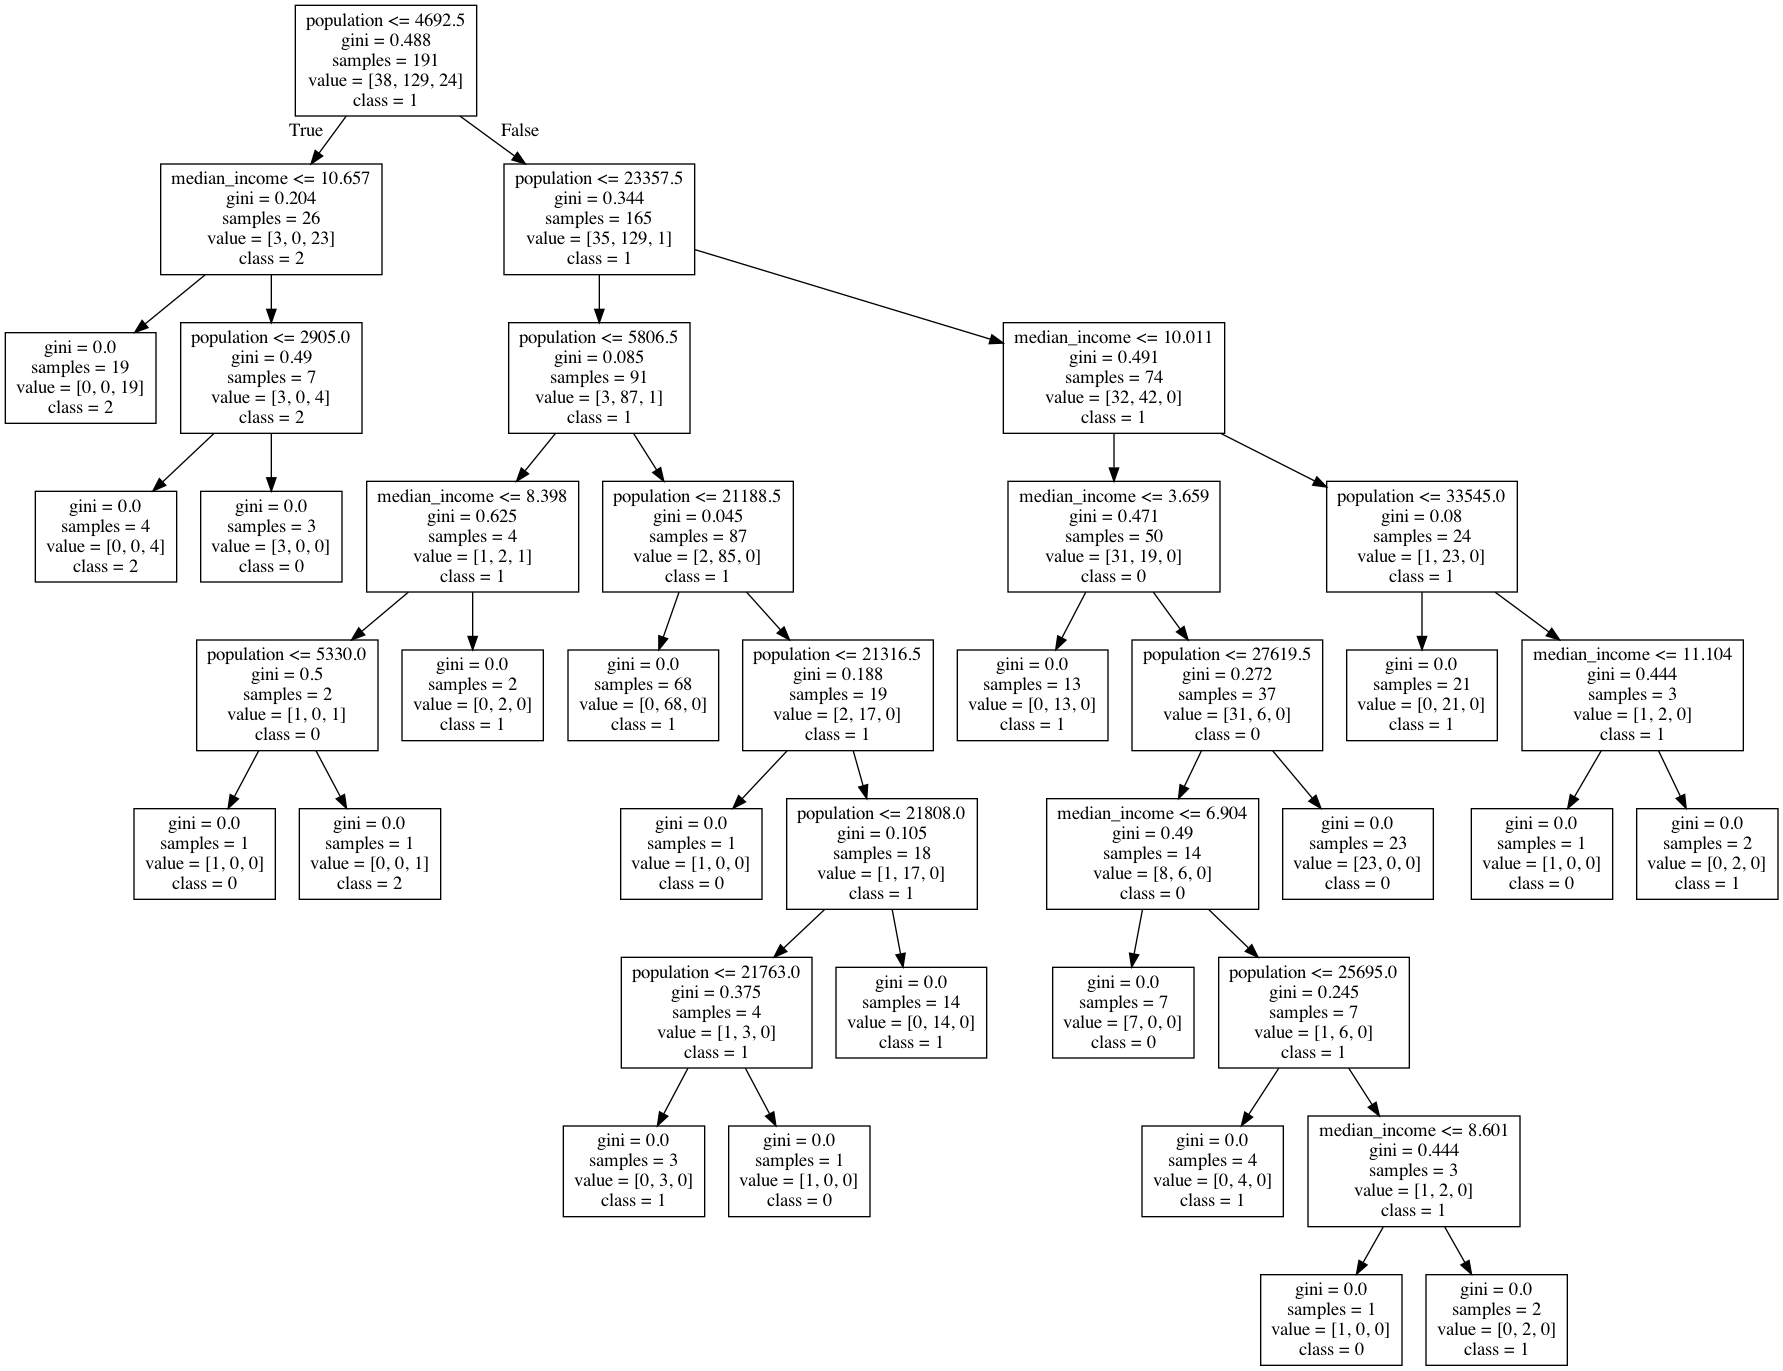 population <= 4692.5
gini = 0.488
samples = 191
value = [38, 129, 24]
class = 1
True
False
median_income <= 10.657
gini = 0.204
samples = 26
value = [3, 0, 23]
class = 2
population <= 23357.5
gini = 0.344
samples = 165
value = [35, 129, 1]
class = 1
gini = 0.0
samples = 19
value = [0, 0, 19]
class = 2
population <= 2905.0
gini = 0.49
samples = 7
value = [3, 0, 4]
class = 2
population <= 5806.5
gini = 0.085
samples = 91
value = [3, 87, 1]
class = 1
median_income <= 10.011
gini = 0.491
samples = 74
value = [32, 42, 0]
class = 1
gini = 0.0
samples = 4
value = [0, 0, 4]
class = 2
gini = 0.0
samples = 3
value = [3, 0, 0]
class = 0
median_income <= 8.398
gini = 0.625
samples = 4
value = [1, 2, 1]
class = 1
population <= 21188.5
gini = 0.045
samples = 87
value = [2, 85, 0]
class = 1
median_income <= 3.659
gini = 0.471
samples = 50
value = [31, 19, 0]
class = 0
population <= 33545.0
gini = 0.08
samples = 24
value = [1, 23, 0]
class = 1
population <= 5330.0
gini = 0.5
samples = 2
value = [1, 0, 1]
class = 0
gini = 0.0
samples = 2
value = [0, 2, 0]
class = 1
gini = 0.0
samples = 68
value = [0, 68, 0]
class = 1
population <= 21316.5
gini = 0.188
samples = 19
value = [2, 17, 0]
class = 1
gini = 0.0
samples = 13
value = [0, 13, 0]
class = 1
population <= 27619.5
gini = 0.272
samples = 37
value = [31, 6, 0]
class = 0
gini = 0.0
samples = 21
value = [0, 21, 0]
class = 1
median_income <= 11.104
gini = 0.444
samples = 3
value = [1, 2, 0]
class = 1
gini = 0.0
samples = 1
value = [1, 0, 0]
class = 0
gini = 0.0
samples = 1
value = [0, 0, 1]
class = 2
gini = 0.0
samples = 1
value = [1, 0, 0]
class = 0
population <= 21808.0
gini = 0.105
samples = 18
value = [1, 17, 0]
class = 1
median_income <= 6.904
gini = 0.49
samples = 14
value = [8, 6, 0]
class = 0
gini = 0.0
samples = 23
value = [23, 0, 0]
class = 0
gini = 0.0
samples = 1
value = [1, 0, 0]
class = 0
gini = 0.0
samples = 2
value = [0, 2, 0]
class = 1
population <= 21763.0
gini = 0.375
samples = 4
value = [1, 3, 0]
class = 1
gini = 0.0
samples = 14
value = [0, 14, 0]
class = 1
gini = 0.0
samples = 7
value = [7, 0, 0]
class = 0
population <= 25695.0
gini = 0.245
samples = 7
value = [1, 6, 0]
class = 1
gini = 0.0
samples = 3
value = [0, 3, 0]
class = 1
gini = 0.0
samples = 1
value = [1, 0, 0]
class = 0
gini = 0.0
samples = 4
value = [0, 4, 0]
class = 1
median_income <= 8.601
gini = 0.444
samples = 3
value = [1, 2, 0]
class = 1
gini = 0.0
samples = 1
value = [1, 0, 0]
class = 0
gini = 0.0
samples = 2
value = [0, 2, 0]
class = 1